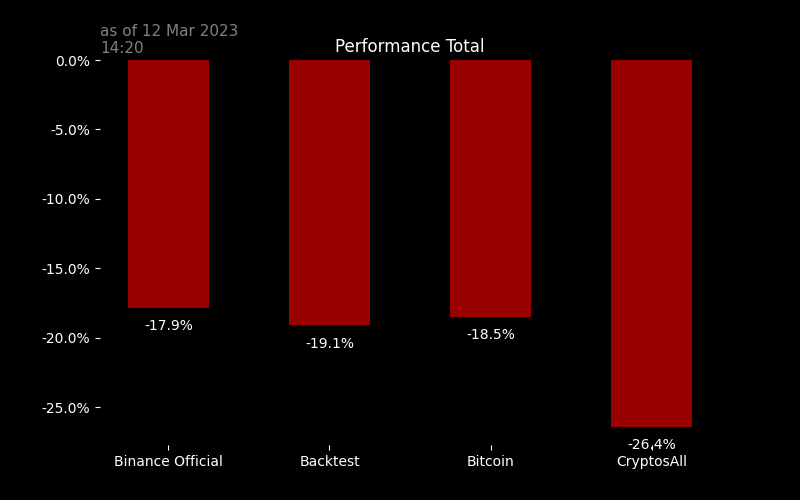 as of 12 Mar 2023
14:20
Performance Total
0.0%
-5.0%
-10.0%
-15.0%
-20.0%
-25.0%
-17.9%
-19.1%
-18.5%
-26.4%
Binance Official
Backtest
Bitcoin
CryptosAll